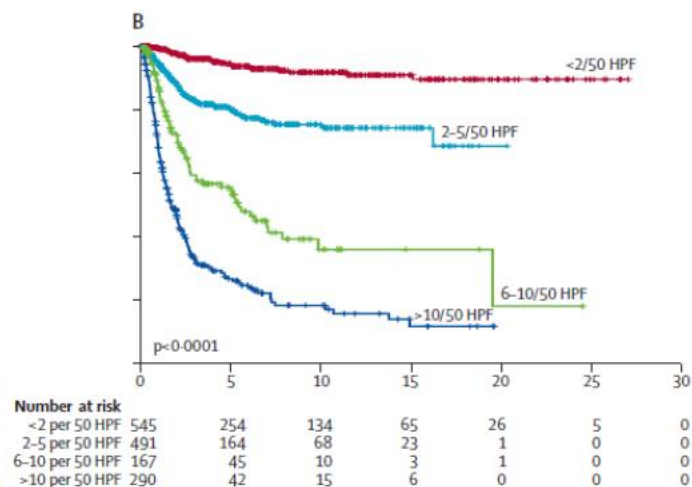 B
<2/50 HPF
2–5/50 HPF
6–10/50 HPF
>10/50 HPF
p<0·0001
0 5 10 15 20 25 30
Number at risk
<2 per 50 HPF 545 254 134 65 26 5 0
2–5 per 50 HPF 491 164 68 23 1 0 0
6–10 per 50 HPF 167 45 10 3 1 0 0
>10 per 50 HPF 290 42 15 6 0 0 0